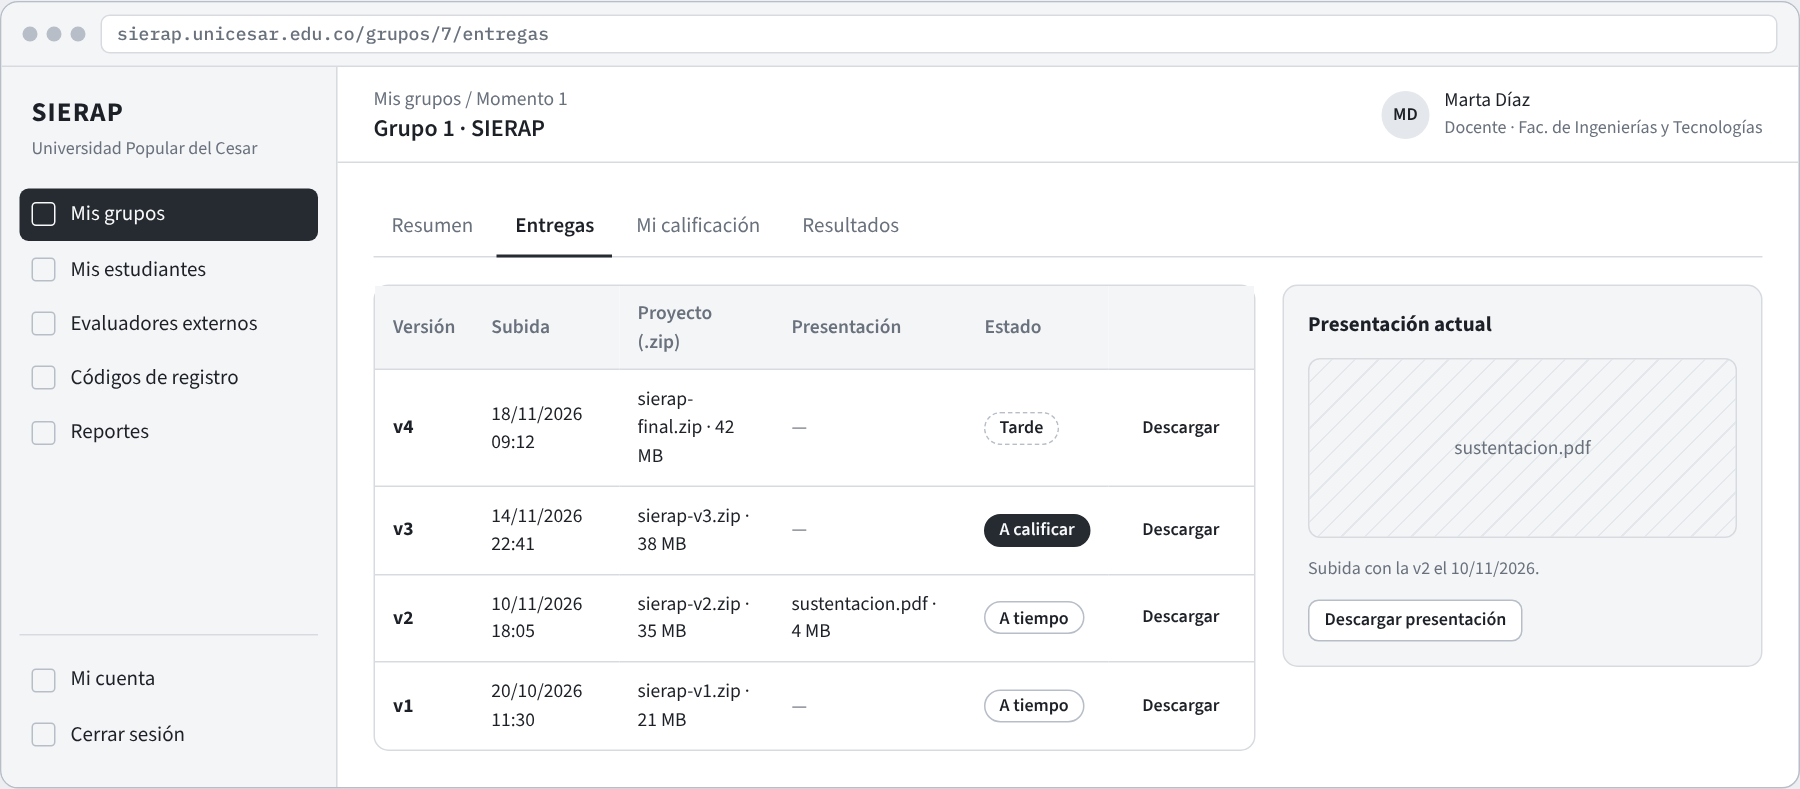 sierap.unicesar.edu.co/grupos/7/entregas
SIERAP
Universidad Popular del Cesar
Mis grupos
Mis estudiantes
Evaluadores externos
Códigos de registro
Reportes
Mi cuenta
Cerrar sesión
Mis grupos / Momento 1
Grupo 1 · SIERAP
MD
Marta Díaz
Docente · Fac. de Ingenierías y Tecnologías
Resumen
Entregas
Mi calificación
Resultados
Versión
Subida
Proyecto
(.zip)
Presentación
Estado
v4
18/11/2026
09:12
sierap-
final.zip · 42
MB
—
Tarde
Descargar
v3
14/11/2026
22:41
sierap-v3.zip ·
38 MB
—
A calificar
Descargar
v2
10/11/2026
18:05
sierap-v2.zip ·
35 MB
sustentacion.pdf ·
4 MB
A tiempo
Descargar
v1
20/10/2026
11:30
sierap-v1.zip ·
21 MB
—
A tiempo
Descargar
Presentación actual
sustentacion.pdf
Subida con la v2 el 10/11/2026.
Descargar presentación